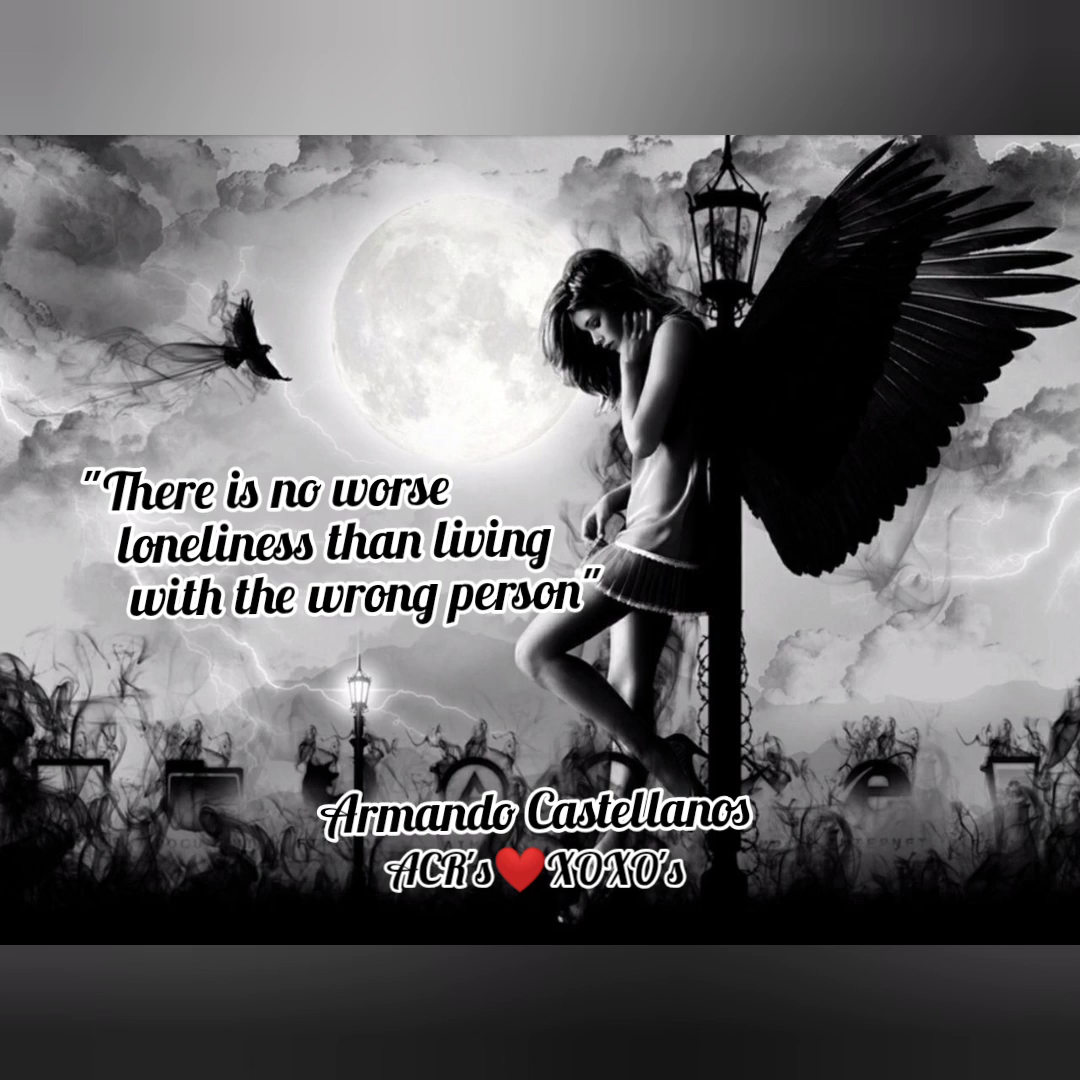 "There is no worse
loneliness than living
with the wrong person"
Armando Castellanos
ACR's❤️XOXO's